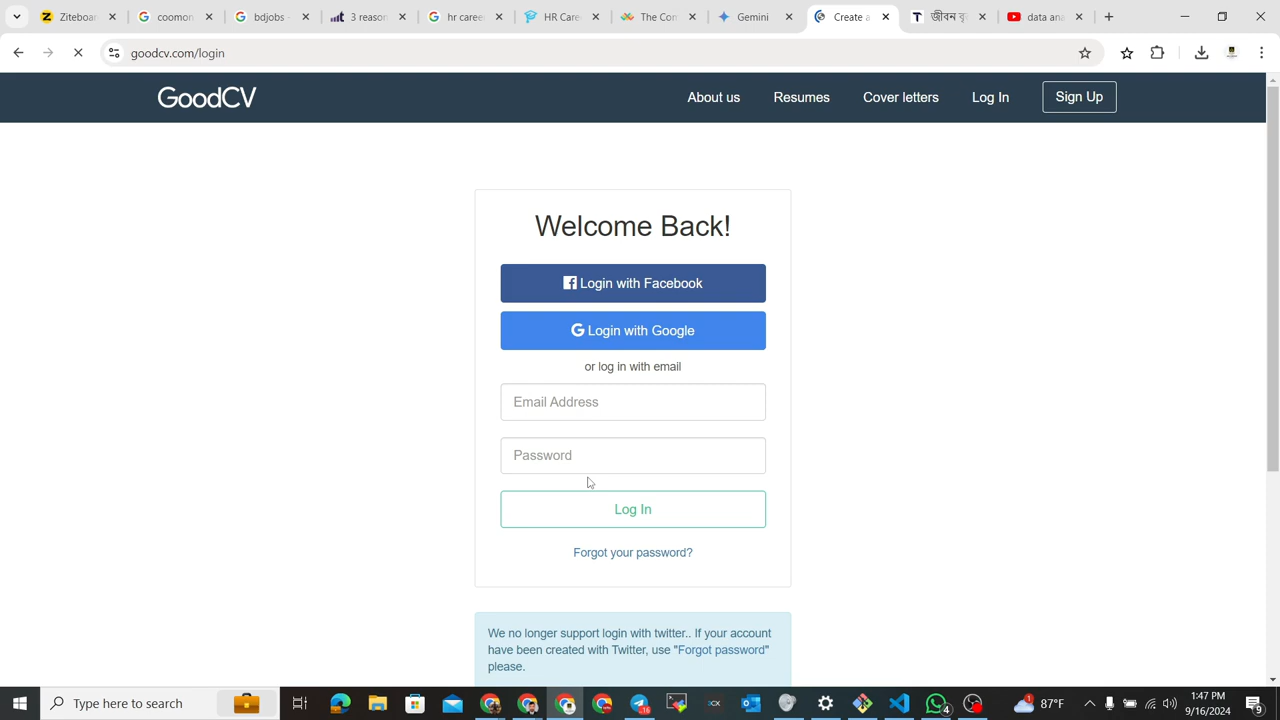 Ziteboar
coomon
bdjobs -
3 reason
hr caree
HR Care
The Con
Gemini
Create a
জীবন বৃ
data ana
goodcv.com/login
GoodCV
About us
Resumes
Cover letters
Log In
Sign Up
Welcome Back!
Login with Facebook
Login with Google
or log in with email
Email Address
Password
Log In
Forgot your password?
We no longer support login with twitter.. If your account
have been created with Twitter, use "Forgot password"
please.
Type here to search
87°F
1:47 PM
9/16/2024